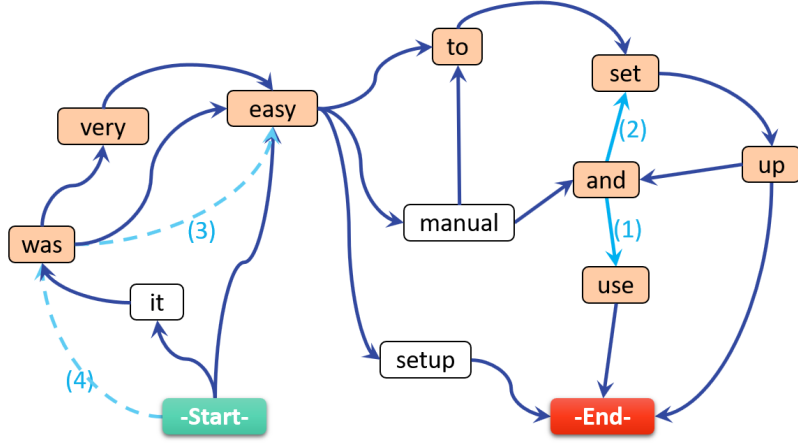 to
set
easy
very
(2)
up
and
manual
was
(3)
(1)
use
it
setup
(4)
-Start-
-End-